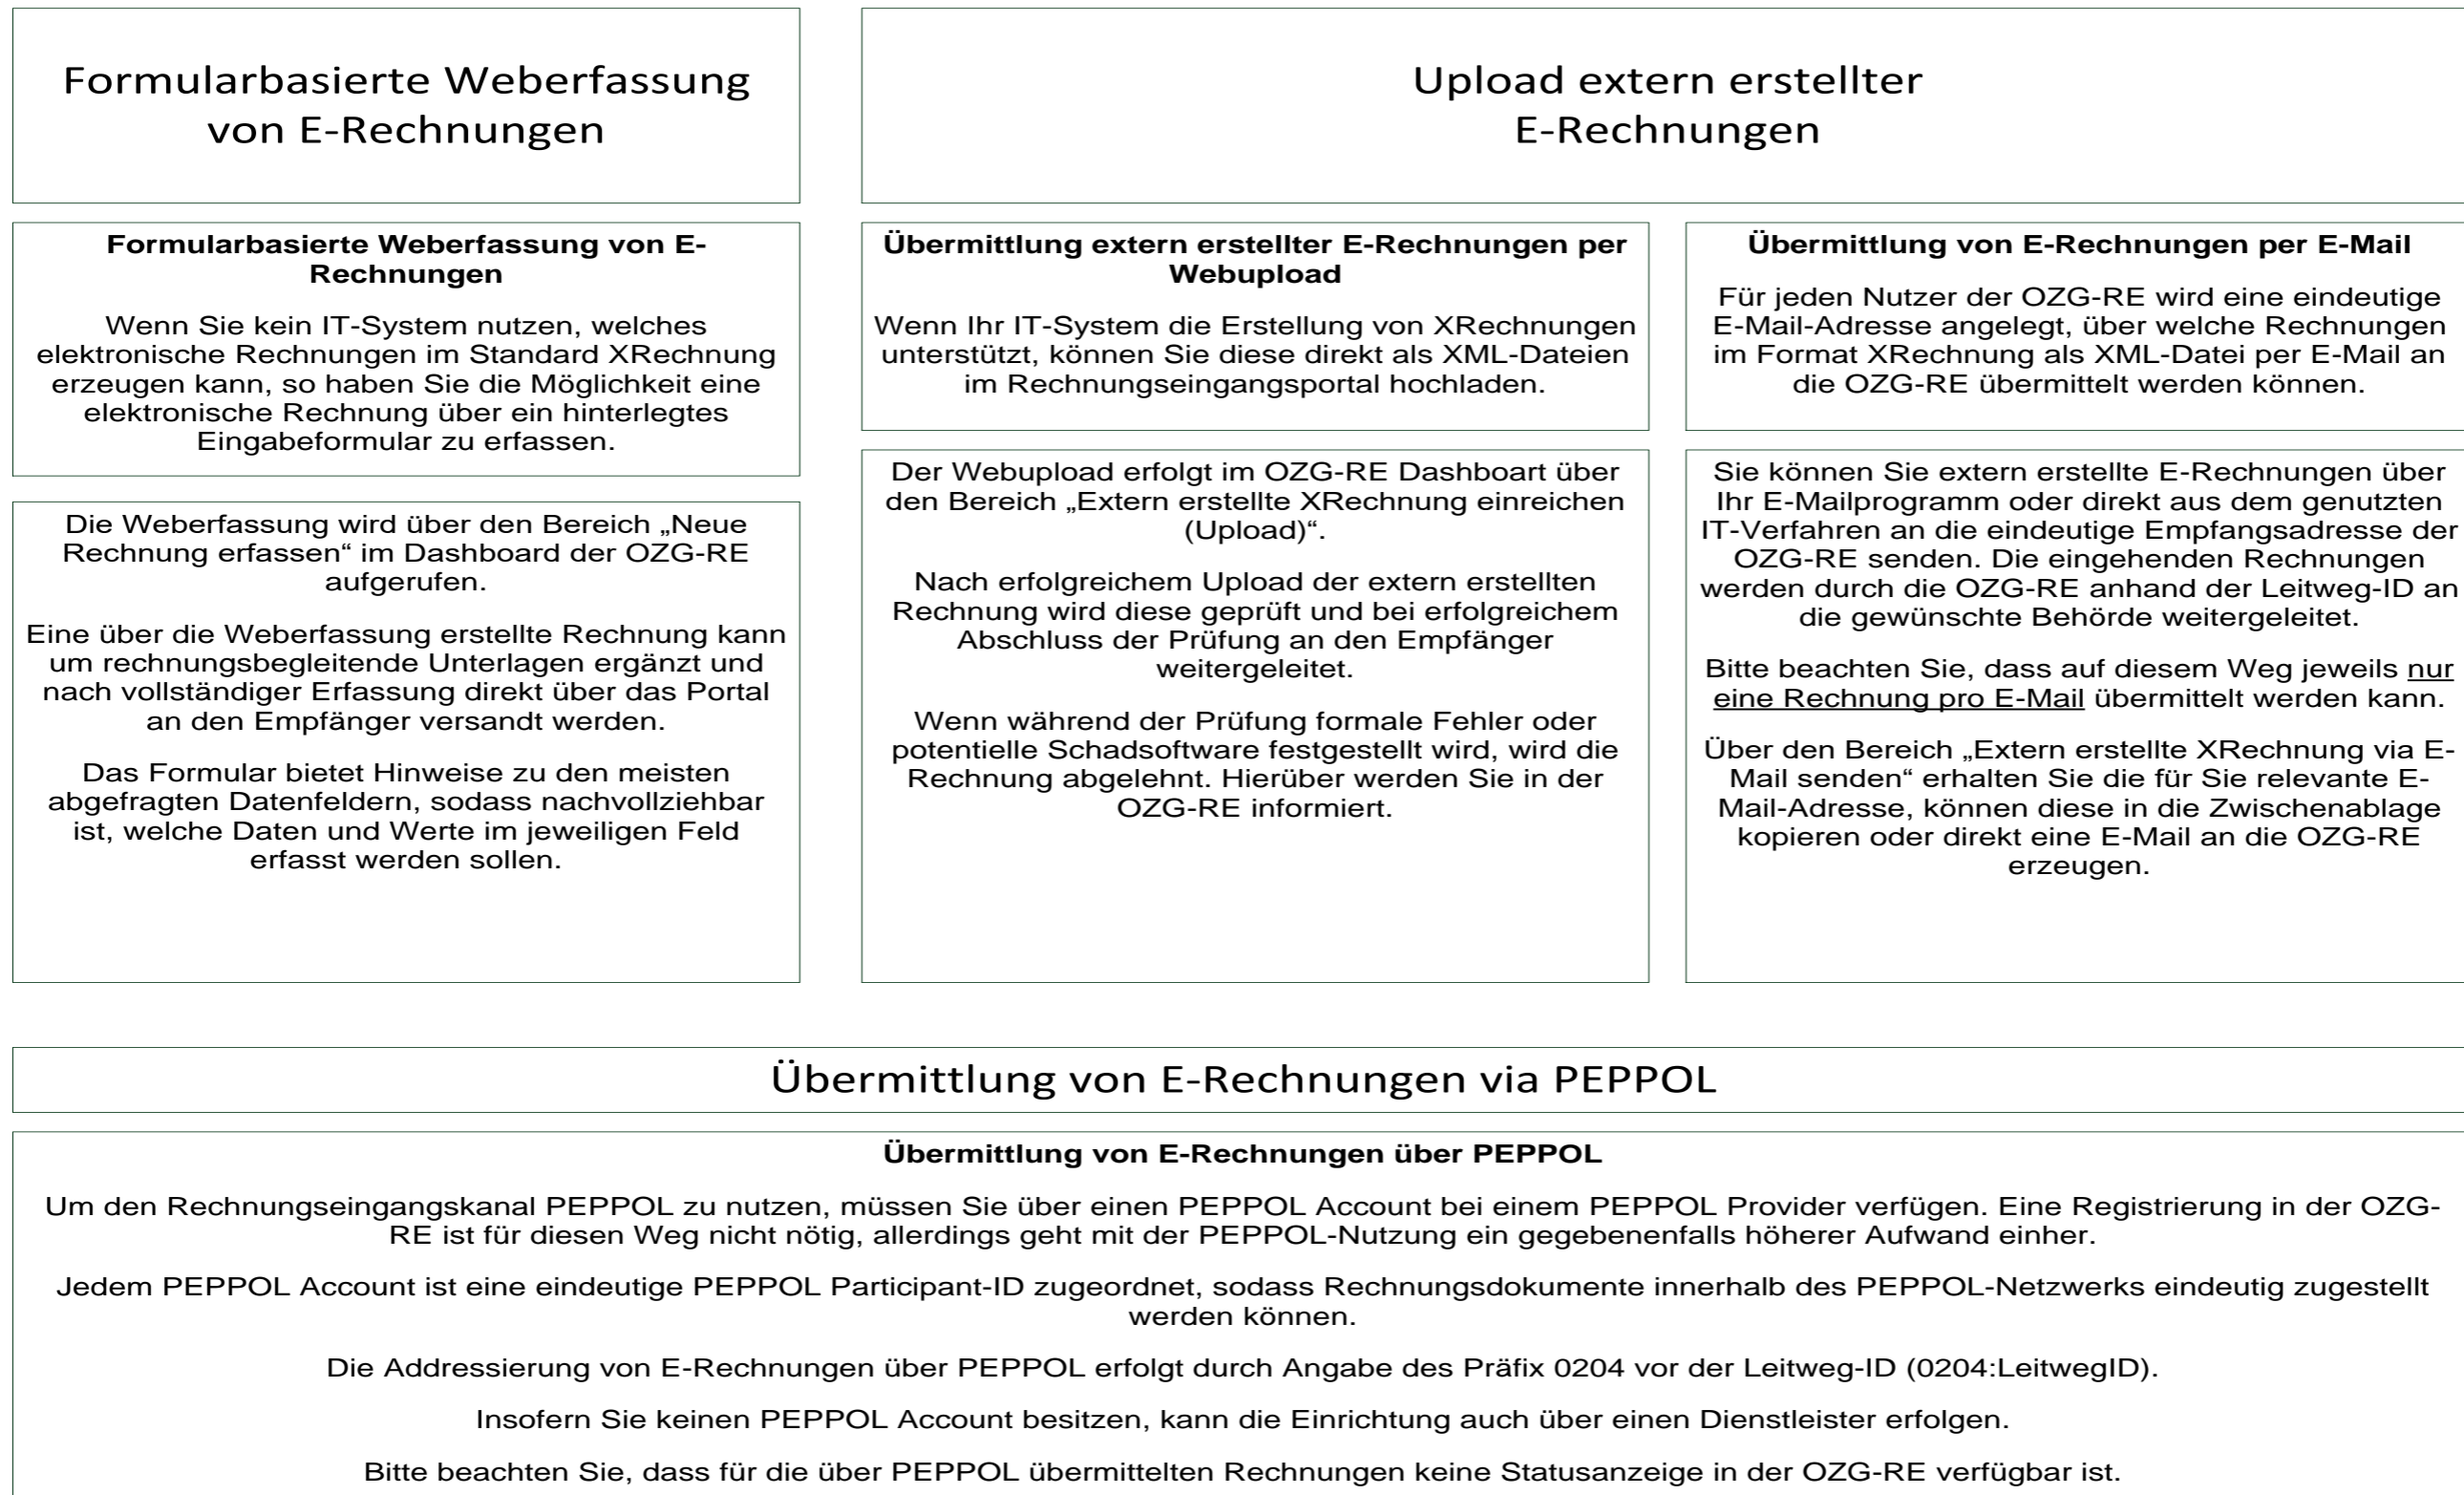 Formularbasierte Weberfassung
von E-Rechnungen
Upload extern erstellter
E-Rechnungen
Formularbasierte Weberfassung von E-
Rechnungen
Wenn Sie kein IT-System nutzen, welches
elektronische Rechnungen im Standard XRechnung
erzeugen kann, so haben Sie die Möglichkeit eine
elektronische Rechnung über ein hinterlegtes
Eingabeformular zu erfassen.
Die Weberfassung wird über den Bereich „Neue
Rechnung erfassen“ im Dashboard der OZG-RE
aufgerufen.
Eine über die Weberfassung erstellte Rechnung kann
um rechnungsbegleitende Unterlagen ergänzt und
nach vollständiger Erfassung direkt über das Portal
an den Empfänger versandt werden.
Das Formular bietet Hinweise zu den meisten
abgefragten Datenfeldern, sodass nachvollziehbar
ist, welche Daten und Werte im jeweiligen Feld
erfasst werden sollen.
Übermittlung extern erstellter E-Rechnungen per
Webupload
Wenn Ihr IT-System die Erstellung von XRechnungen
unterstützt, können Sie diese direkt als XML-Dateien
im Rechnungseingangsportal hochladen.
Der Webupload erfolgt im OZG-RE Dashboart über
den Bereich „Extern erstellte XRechnung einreichen
(Upload)“.
Nach erfolgreichem Upload der extern erstellten
Rechnung wird diese geprüft und bei erfolgreichem
Abschluss der Prüfung an den Empfänger
weitergeleitet.
Wenn während der Prüfung formale Fehler oder
potentielle Schadsoftware festgestellt wird, wird die
Rechnung abgelehnt. Hierüber werden Sie in der
OZG-RE informiert.
Übermittlung von E-Rechnungen per E-Mail
Für jeden Nutzer der OZG-RE wird eine eindeutige
E-Mail-Adresse angelegt, über welche Rechnungen
im Format XRechnung als XML-Datei per E-Mail an
die OZG-RE übermittelt werden können.
Sie können Sie extern erstellte E-Rechnungen über
Ihr E-Mailprogramm oder direkt aus dem genutzten
IT-Verfahren an die eindeutige Empfangsadresse der
OZG-RE senden. Die eingehenden Rechnungen
werden durch die OZG-RE anhand der Leitweg-ID an
die gewünschte Behörde weitergeleitet.
Bitte beachten Sie, dass auf diesem Weg jeweils nur
eine Rechnung pro E-Mail übermittelt werden kann.
Über den Bereich „Extern erstellte XRechnung via E-
Mail senden“ erhalten Sie die für Sie relevante E-
Mail-Adresse, können diese in die Zwischenablage
kopieren oder direkt eine E-Mail an die OZG-RE
erzeugen.
Übermittlung von E-Rechnungen via PEPPOL
Übermittlung von E-Rechnungen über PEPPOL
Um den Rechnungseingangskanal PEPPOL zu nutzen, müssen Sie über einen PEPPOL Account bei einem PEPPOL Provider verfügen. Eine Registrierung in der OZG-
RE ist für diesen Weg nicht nötig, allerdings geht mit der PEPPOL-Nutzung ein gegebenenfalls höherer Aufwand einher.
Jedem PEPPOL Account ist eine eindeutige PEPPOL Participant-ID zugeordnet, sodass Rechnungsdokumente innerhalb des PEPPOL-Netzwerks eindeutig zugestellt
werden können.
Die Addressierung von E-Rechnungen über PEPPOL erfolgt durch Angabe des Präfix 0204 vor der Leitweg-ID (0204:LeitwegID).
Insofern Sie keinen PEPPOL Account besitzen, kann die Einrichtung auch über einen Dienstleister erfolgen.
Bitte beachten Sie, dass für die über PEPPOL übermittelten Rechnungen keine Statusanzeige in der OZG-RE verfügbar ist.